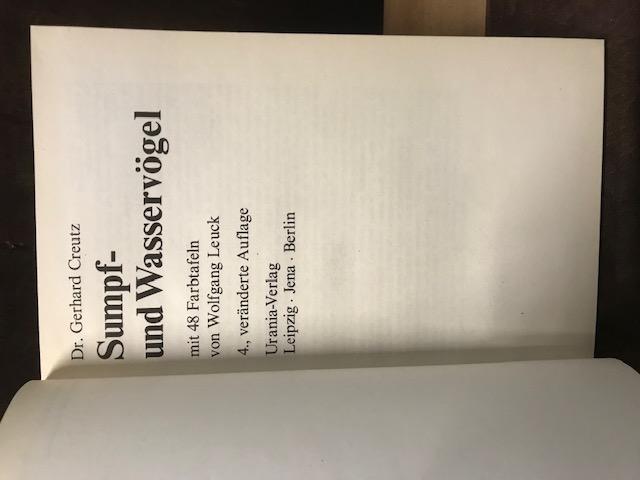 Dr. Gerhard Creutz
Sumpf-
und Wasservögel
mit 48 Farbtafeln
von Wolfgang Leuck
4., veränderte Auflage
Urania-Verlag
Leipzig · Jena · Berlin